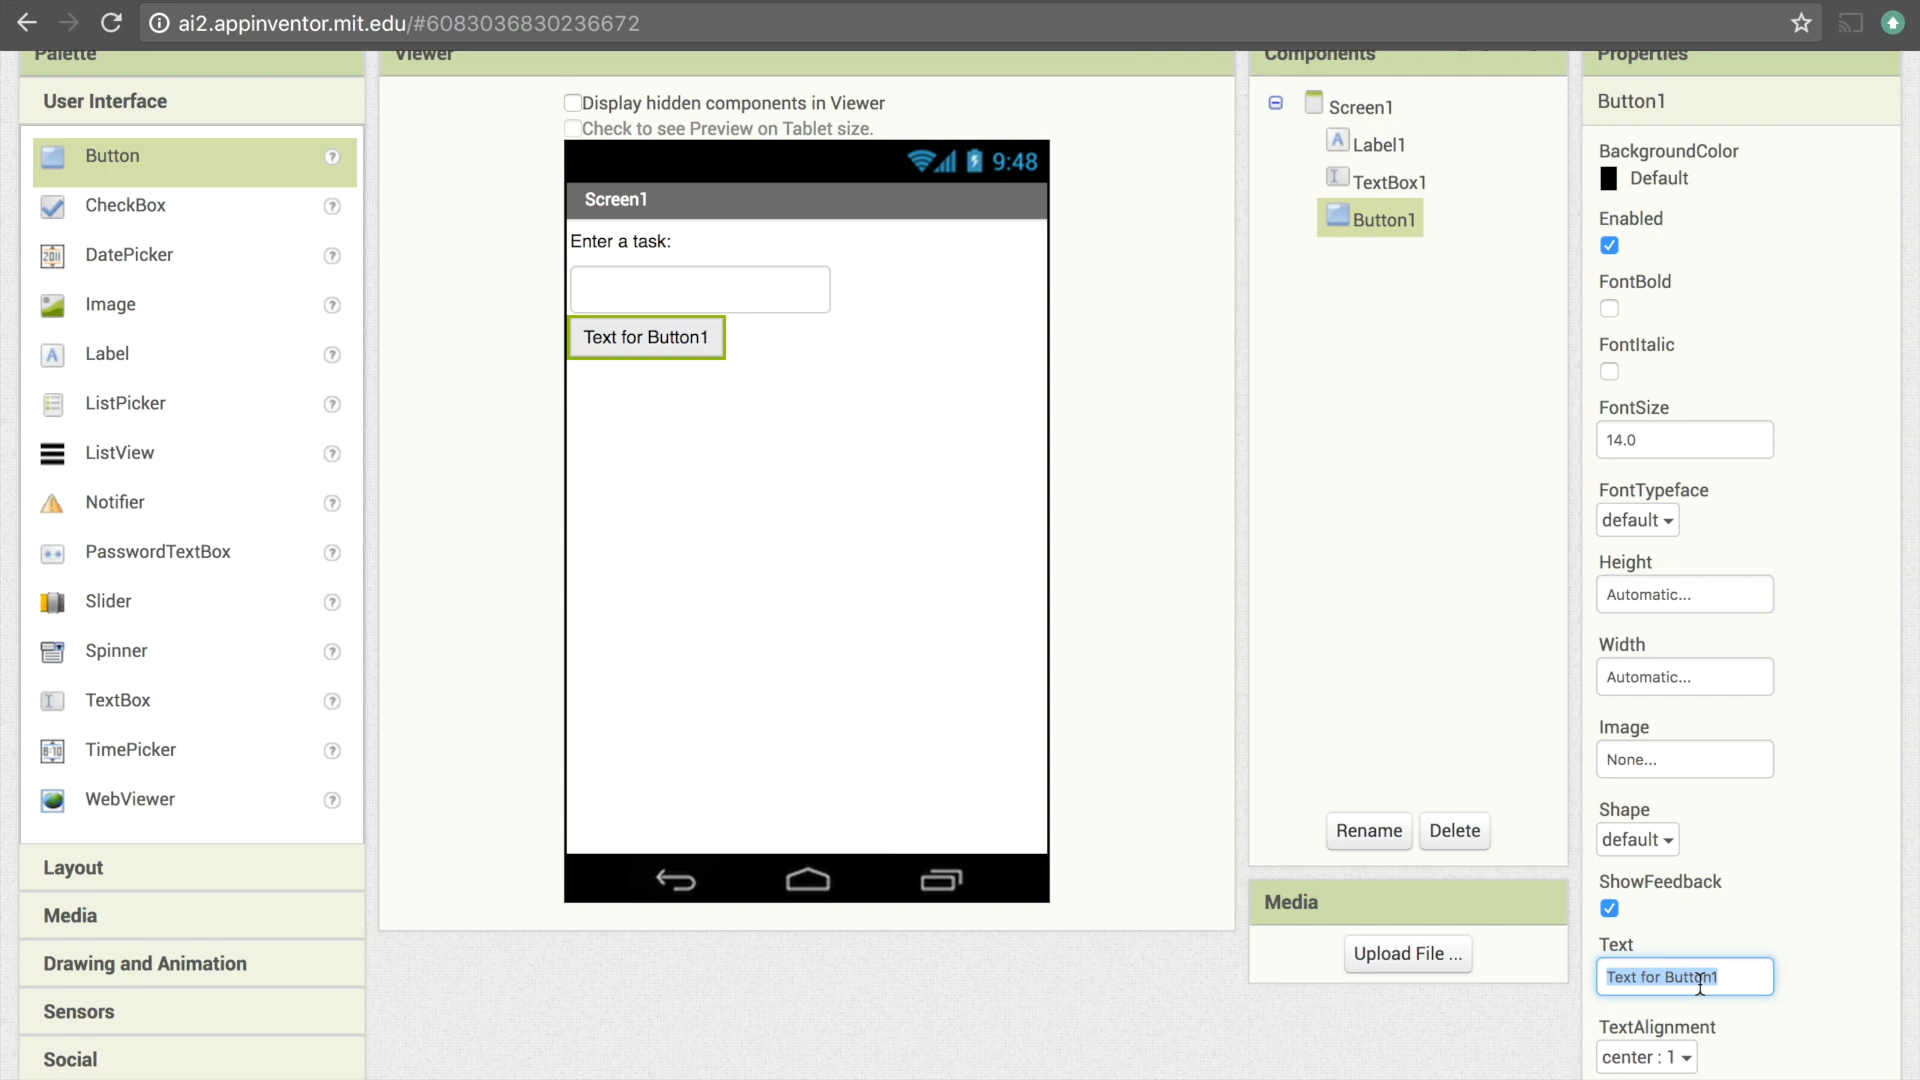 ai2.appinventor.mit.edu/#6083036830236672
Palette
User Interface
Button
?
CheckBox
?
2011
DatePicker
?
Image
?
A
Label
?
ListPicker
?
ListView
?
Notifier
?
PasswordTextBox
?
Slider
?
Spinner
?
TextBox
?
8:10
TimePicker
?
WebViewer
?
Layout
Media
Drawing and Animation
Sensors
Social
Viewer
Display hidden components in Viewer
Check to see Preview on Tablet size.
9:48
Screen1
Enter a task:
Text for Button1
Components
Screen1
A
Label1
TextBox1
Button1
Rename
Delete
Media
Upload File ...
Properties
Button1
BackgroundColor
Default
Enabled
FontBold
FontItalic
FontSize
14.0
FontTypeface
default
Height
Automatic...
Width
Automatic...
Image
None...
Shape
default
ShowFeedback
Text
Text for Button1
TextAlignment
center : 1